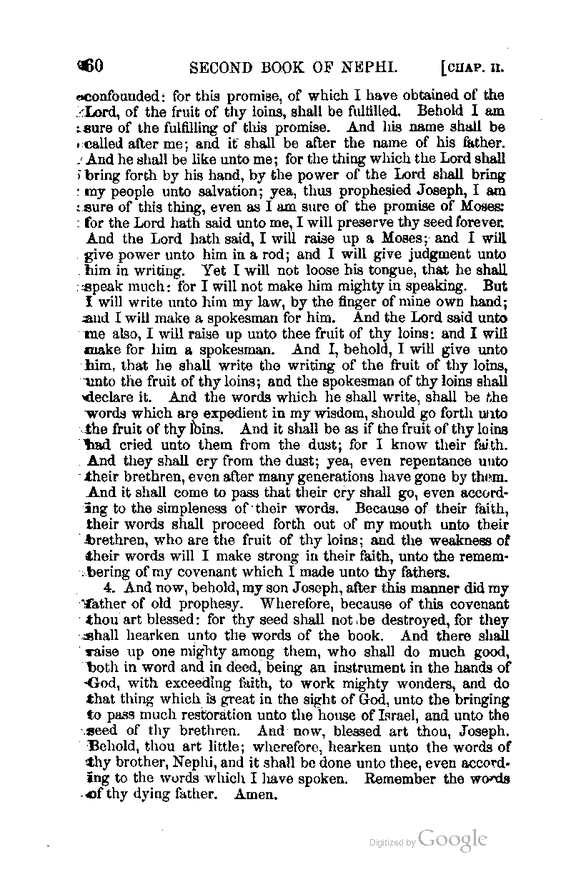 60 SECOND BOOK OF NEPHI. [CHAP. II.
confounded: for this promise, of which I have obtained of the
Lord, of the fruit of thy loins, shall be fulfilled. Behold I am
sure of the fulfilling of this promise. And his name shall be
called after me; and it shall be after the name of his father.
And he shall be like unto me; for the thing which the Lord shall
bring forth by his hand, by the power of the Lord shall bring
my people unto salvation; yea, thus prophesied Joseph, I am
sure of this thing, even as I am sure of the promise of Moses:
for the Lord hath said unto me, I will preserve thy seed forever.
And the Lord hath said, I will raise up a Moses; and I will
give power unto him in a rod; and I will give judgment unto
him in writing. Yet I will not loose his tongue, that he shall
speak much: for I will not make him mighty in speaking. But
I will write unto him my law, by the finger of mine own hand;
and I will make a spokesman for him. And the Lord said unto
me also, I will raise up unto thee fruit of thy loins: and I will
make for him a spokesman. And I, behold, I will give unto
him, that he shall write the writing of the fruit of thy loins,
unto the fruit of thy loins; and the spokesman of thy loins shall
declare it. And the words which he shall write, shall be the
words which are expedient in my wisdom, should go forth unto
the fruit of thy loins. And it shall be as if the fruit of thy loins
had cried unto them from the dust; for I know their faith.
And they shall cry from the dust; yea, even repentance unto
their brethren, even after many generations have gone by them.
And it shall come to pass that their cry shall go, even accord-
ing to the simpleness of their words. Because of their faith,
their words shall proceed forth out of my mouth unto their
brethren, who are the fruit of thy loins; and the weakness of
their words will I make strong in their faith, unto the remem-
bering of my covenant which I made unto thy fathers.
4. And now, behold, my son Joseph, after this manner did my
father of old prophesy. Wherefore, because of this covenant
thou art blessed: for thy seed shall not be destroyed, for they
shall hearken unto the words of the book. And there shall
raise up one mighty among them, who shall do much good,
both in word and in deed, being an instrument in the hands of
God, with exceeding faith, to work mighty wonders, and do
that thing which is great in the sight of God, unto the bringing
to pass much restoration unto the house of Israel, and unto the
seed of thy brethren. And now, blessed art thou, Joseph.
Behold, thou art little; wherefore, hearken unto the words of
thy brother, Nephi, and it shall be done unto thee, even accord-
ing to the words which I have spoken. Remember the words
of thy dying father. Amen.
Digitized by Google